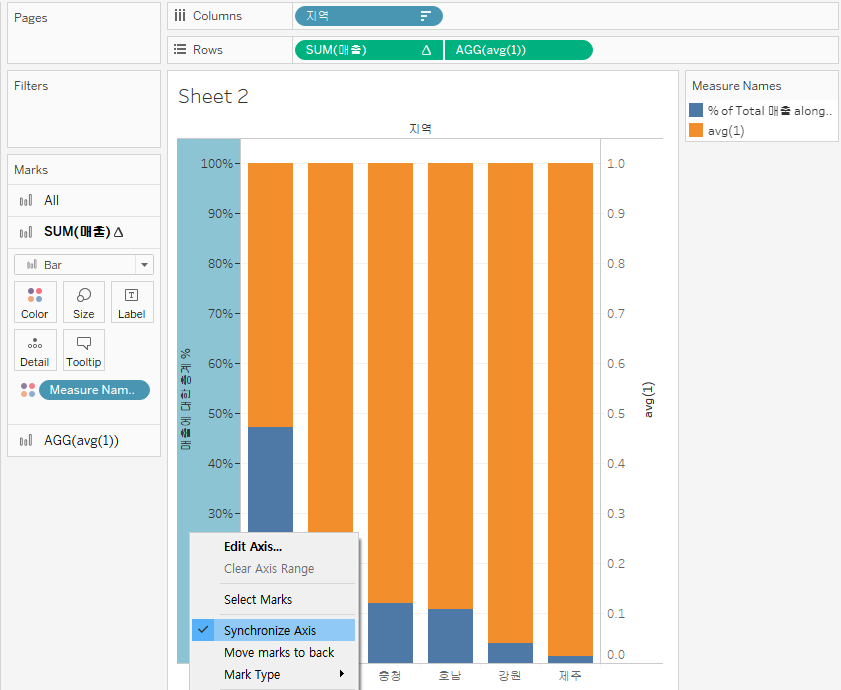 Pages
Columns
지역
Rows
SUM(매출) Δ
AGG(avg(1))
Filters
Marks
All
SUM(매출) Δ
Bar
Color
Size
Label
Detail
Tooltip
Measure Nam..
AGG(avg(1))
Sheet 2
지역
매출에 대한총계 %
100%
90%
80%
70%
60%
50%
40%
30%
1.0
0.9
0.8
0.7
0.6
0.5
0.4
0.3
0.2
0.1
0.0
avg(1)
Edit Axis...
Clear Axis Range
Select Marks
Synchronize Axis
Move marks to back
Mark Type
충청
호남
강원
제주
Measure Names
% of Total 매출 along..
avg(1)